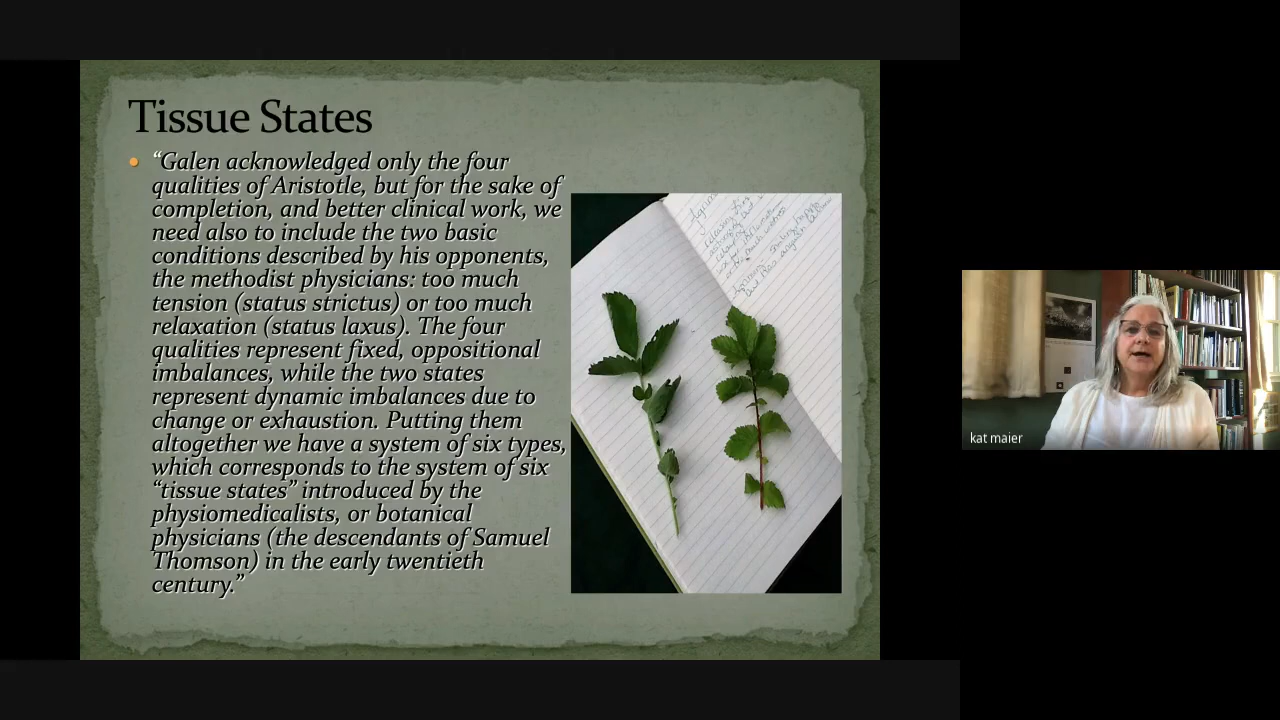 Tissue States
“Galen acknowledged only the four
qualities of Aristotle, but for the sake of
completion, and better clinical work, we
need also to include the two basic
conditions described by his opponents,
the methodist physicians: too much
tension (status strictus) or too much
relaxation (status laxus). The four
qualities represent fixed, oppositional
imbalances, while the two states
represent dynamic imbalances due to
change or exhaustion. Putting them
altogether we have a system of six types,
which corresponds to the system of six
“tissue states” introduced by the
physiomedicalists, or botanical
physicians (the descendants of Samuel
Thomson) in the early twentieth
century.”
kat maier